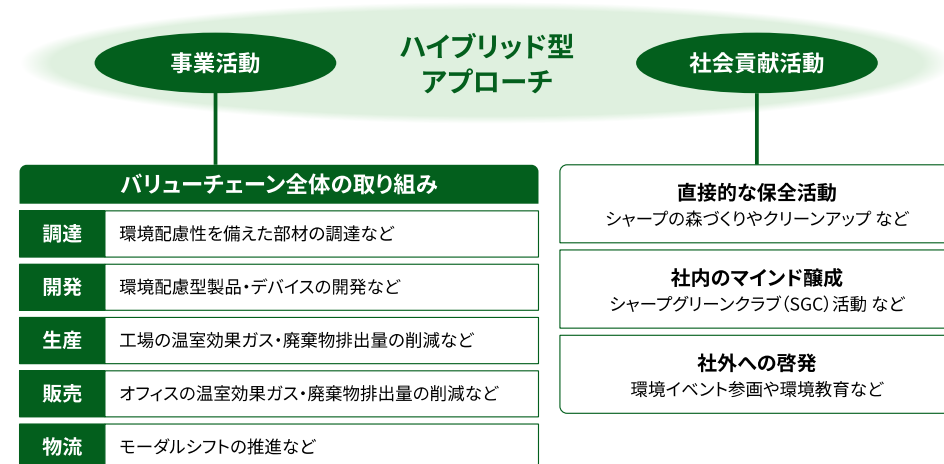 ハイブリッド型
アプローチ
事業活動
社会貢献活動
バリューチェーン全体の取り組み
調達
環境配慮性を備えた部材の調達など
開発
環境配慮型製品・デバイスの開発など
生産
工場の温室効果ガス・廃棄物排出量の削減など
販売
オフィスの温室効果ガス・廃棄物排出量の削減など
物流
モーダルシフトの推進など
直接的な保全活動
シャープの森づくりやクリーンアップ など
社内のマインド醸成
シャープグリーンクラブ（SGC）活動 など
社外への啓発
環境イベント参画や環境教育など